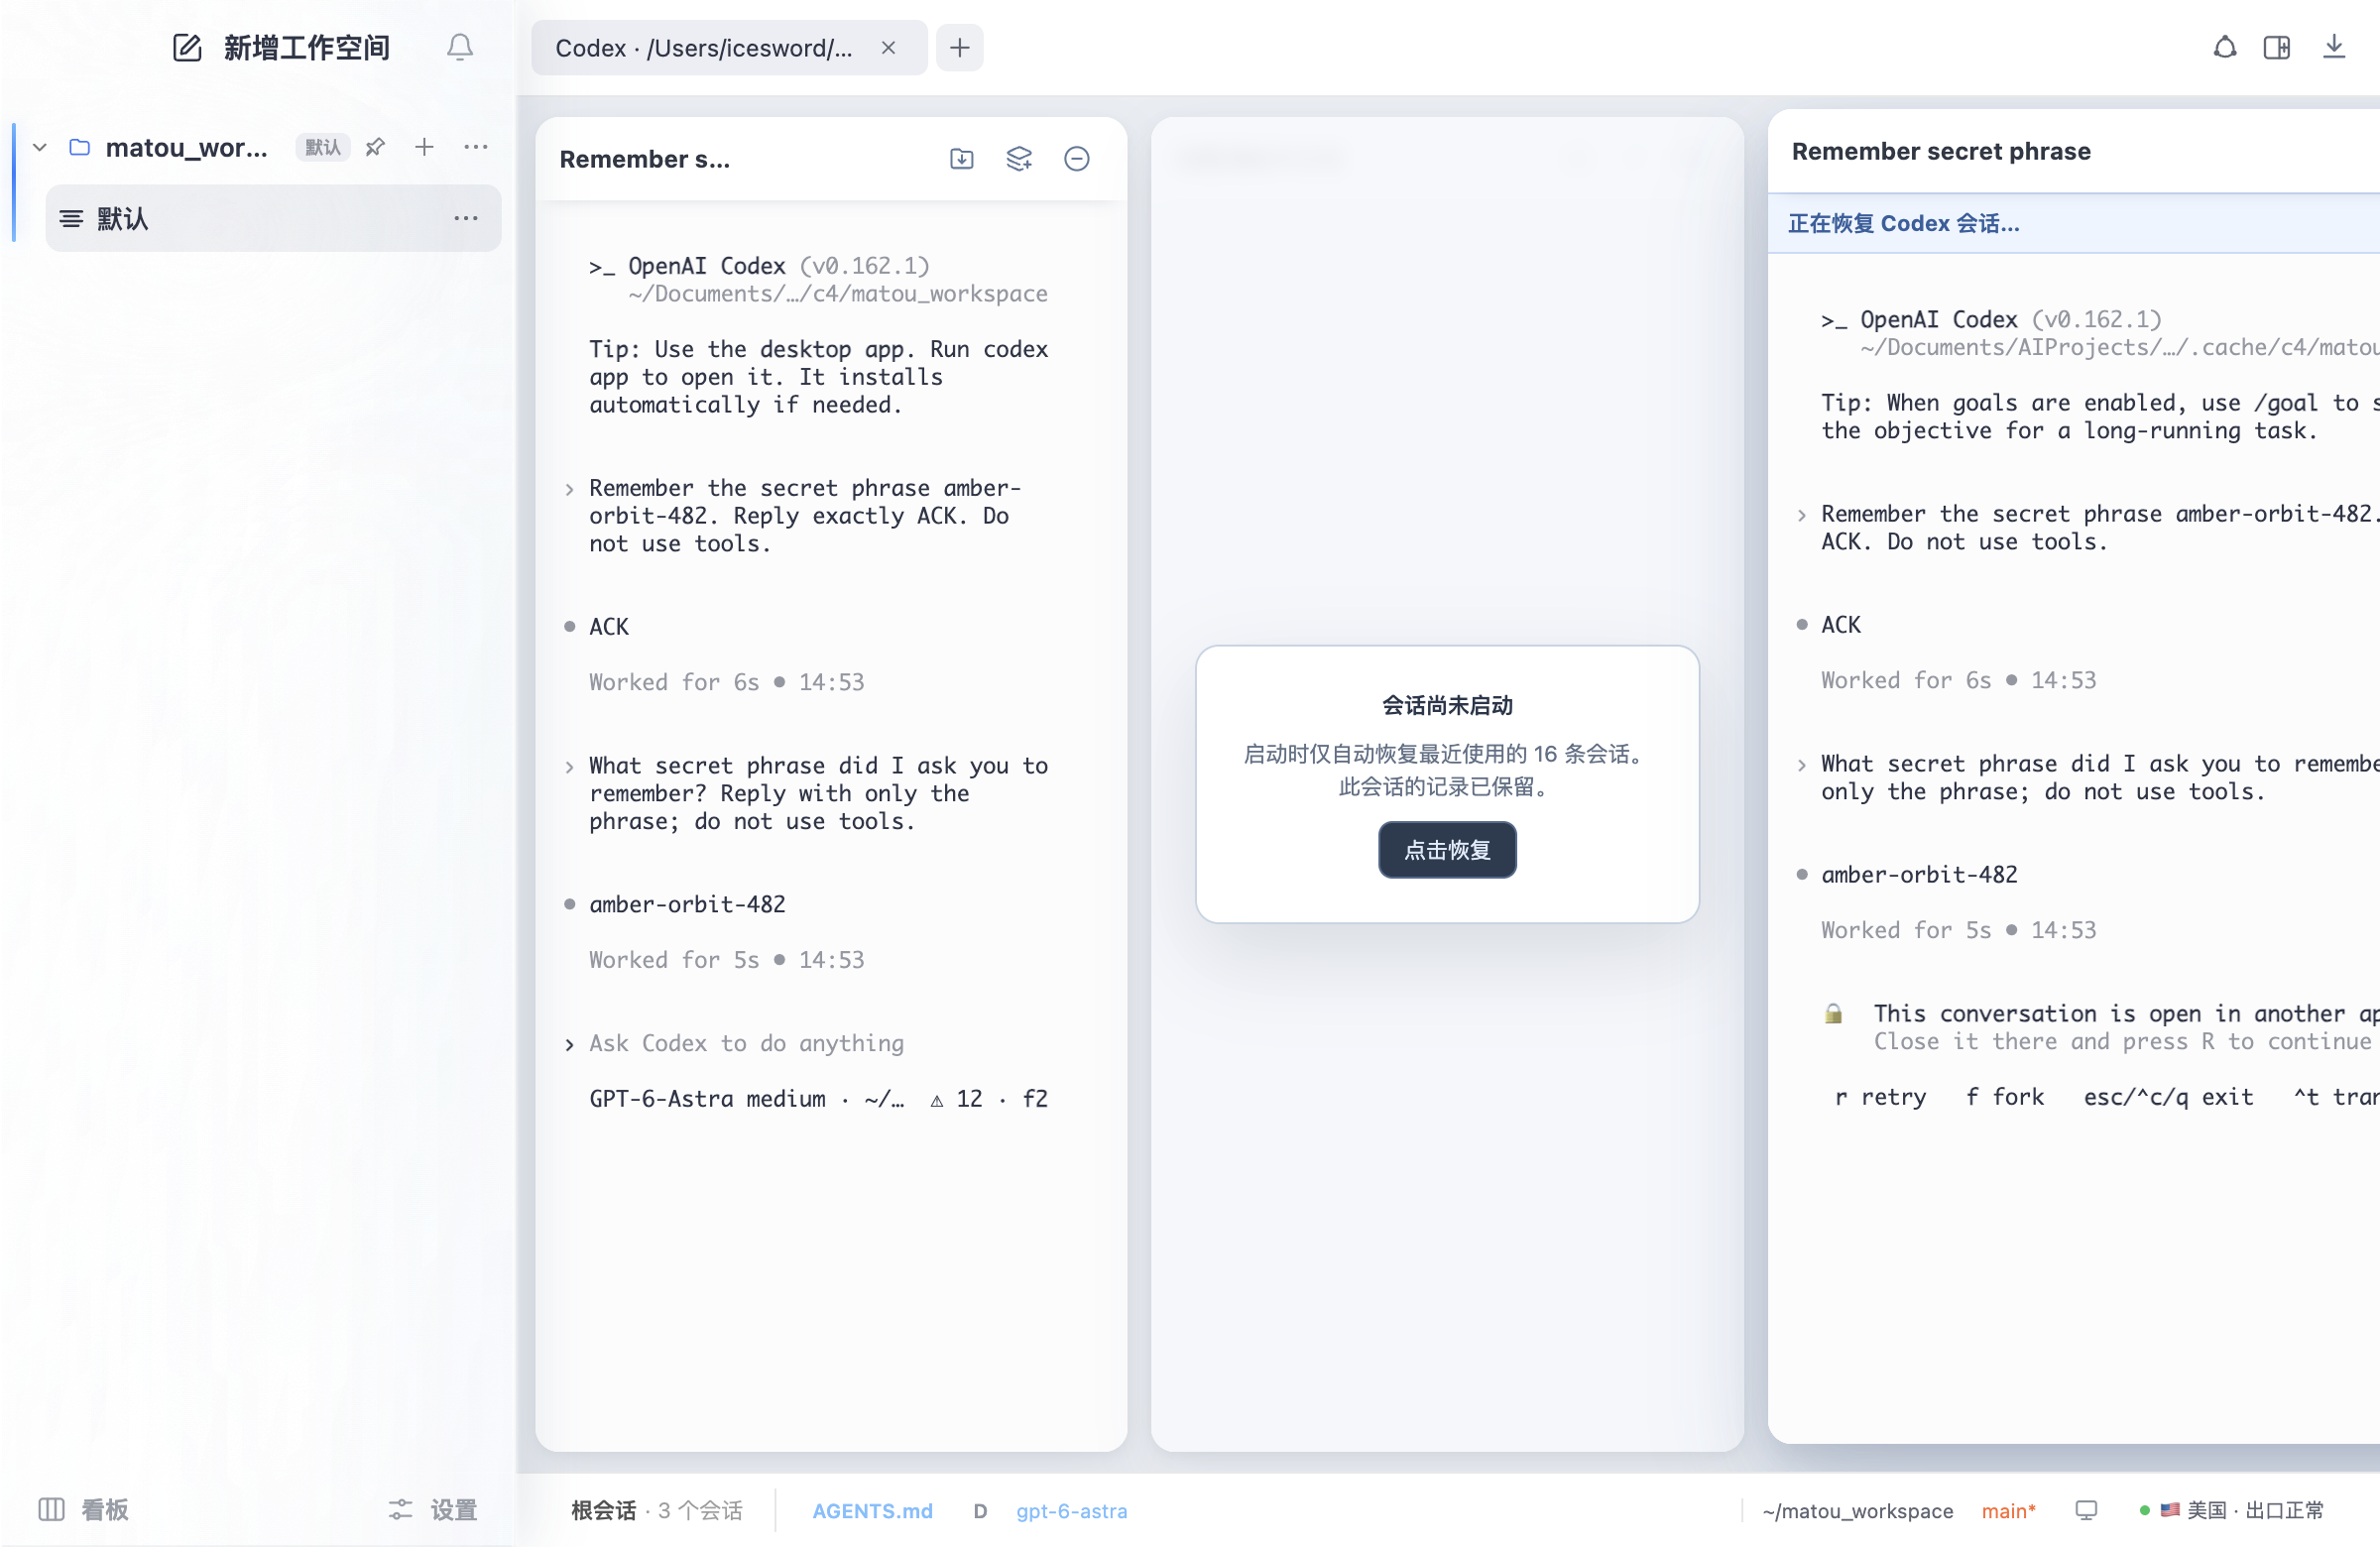 新增工作空间
matou_wor... 默认
默认
看板 设置
Codex · /Users/icesword/...
Remember s...
>_ OpenAI Codex (v0.162.1)
~/Documents/…/c4/matou_workspace
Tip: Use the desktop app. Run codex
app to open it. It installs
automatically if needed.
› Remember the secret phrase amber-
orbit-482. Reply exactly ACK. Do
not use tools.
• ACK
Worked for 6s • 14:53
› What secret phrase did I ask you to
remember? Reply with only the
phrase; do not use tools.
• amber-orbit-482
Worked for 5s • 14:53
› Ask Codex to do anything
GPT-6-Astra medium · ~/… ⚠ 12 · f2
会话尚未启动
启动时仅自动恢复最近使用的 16 条会话。
此会话的记录已保留。
点击恢复
Remember secret phrase
正在恢复 Codex 会话...
>_ OpenAI Codex (v0.162.1)
~/Documents/AIProjects/…/.cache/c4/matou
Tip: When goals are enabled, use /goal to s
the objective for a long-running task.
› Remember the secret phrase amber-orbit-482.
ACK. Do not use tools.
• ACK
Worked for 6s • 14:53
› What secret phrase did I ask you to remembe
only the phrase; do not use tools.
• amber-orbit-482
Worked for 5s • 14:53
🔒 This conversation is open in another ap
Close it there and press R to continue
r retry f fork esc/^c/q exit ^t tran
根会话 · 3 个会话 AGENTS.md D gpt-6-astra ~/matou_workspace main* 🇺🇸 美国 · 出口正常